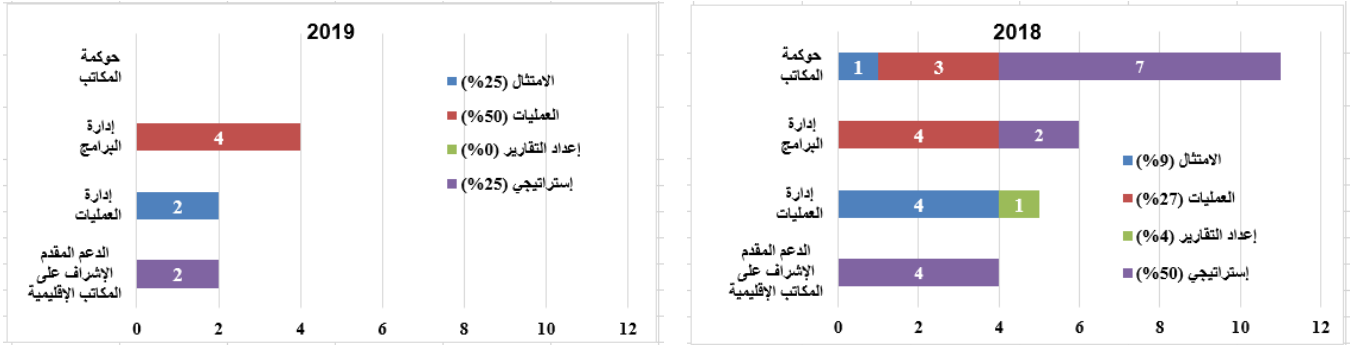 2019
حوكمة
المكاتب
إدارة
البرامج
إدارة
العمليات
الدعم المقدم
الإشراف على
المكاتب الإقليمية
4
2
2
الامتثال (25%)
العمليات (50%)
إعداد التقارير (0%)
إستراتيجي (25%)
0 2 4 6 8 10 12
2018
حوكمة
المكاتب
إدارة
البرامج
إدارة
العمليات
الدعم المقدم
الإشراف على
المكاتب الإقليمية
1 3 7
4 2
4 1
4
الامتثال (9%)
العمليات (27%)
إعداد التقارير (4%)
إستراتيجي (50%)
0 2 4 6 8 10 12